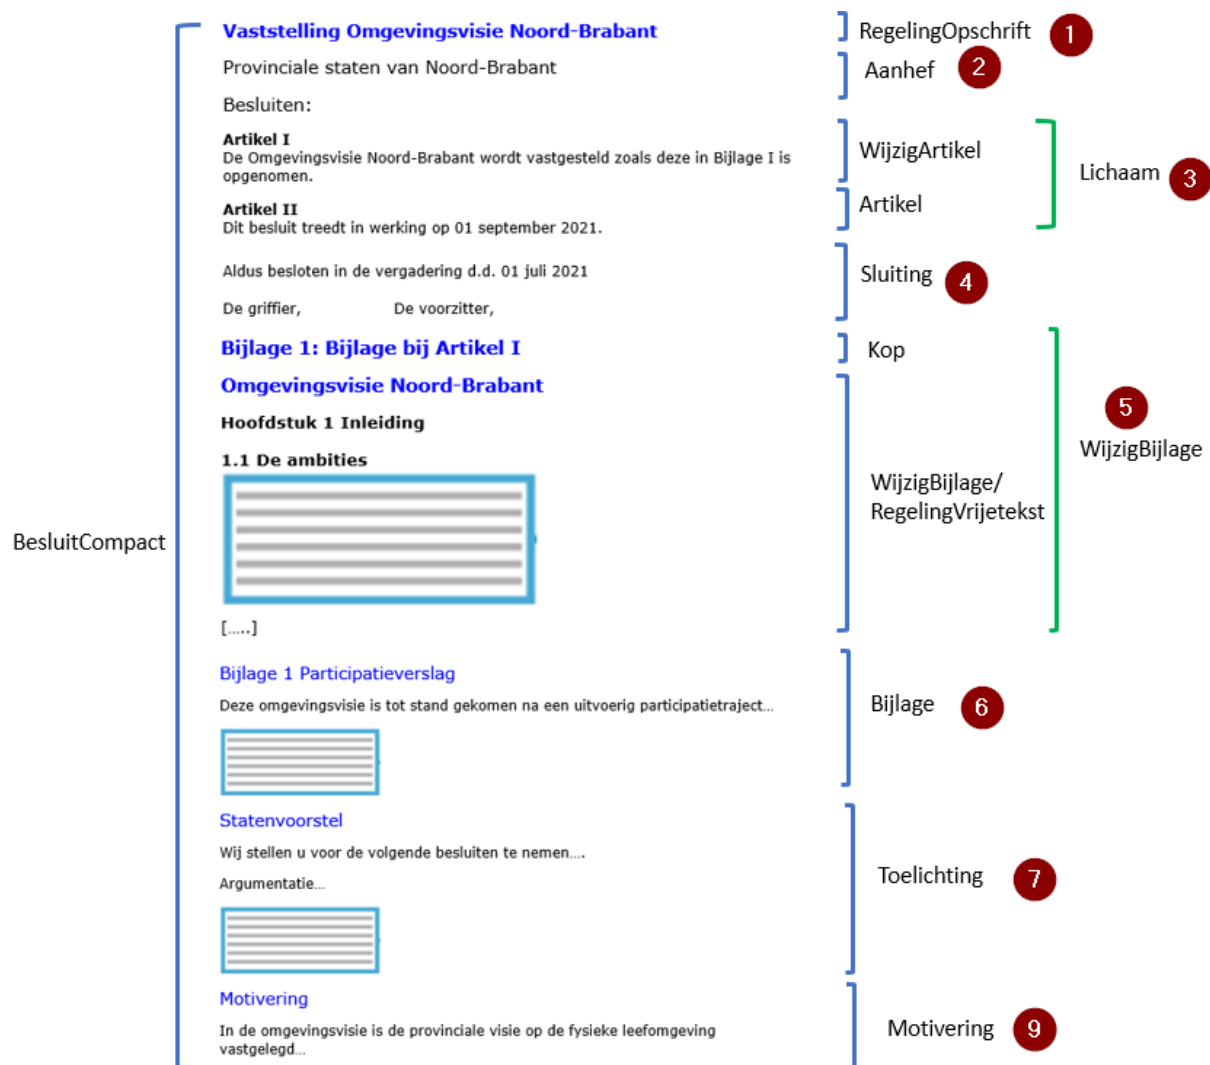 Vaststelling Omgevingsvisie Noord-Brabant
RegelingOpschrift 1
Provinciale staten van Noord-Brabant
Aanhef 2
Besluiten:
Artikel I
De Omgevingsvisie Noord-Brabant wordt vastgesteld zoals deze in Bijlage I is
opgenomen.
WijzigArtikel
Lichaam 3
Artikel II
Dit besluit treedt in werking op 01 september 2021.
Artikel
Aldus besloten in de vergadering d.d. 01 juli 2021
Sluiting 4
De griffier, De voorzitter,
Bijlage 1: Bijlage bij Artikel I
Kop
Omgevingsvisie Noord-Brabant
Hoofdstuk 1 Inleiding
5
WijzigBijlage
1.1 De ambities
WijzigBijlage/
RegelingVrijetekst
BesluitCompact
[.....]
Bijlage 1 Participatieverslag
Deze omgevingsvisie is tot stand gekomen na een uitvoerig participatietraject...
Bijlage 6
Statenvoorstel
Wij stellen u voor de volgende besluiten te nemen....
Argumentatie...
Toelichting 7
Motivering
In de omgevingsvisie is de provinciale visie op de fysieke leefomgeving
vastgelegd...
Motivering 9